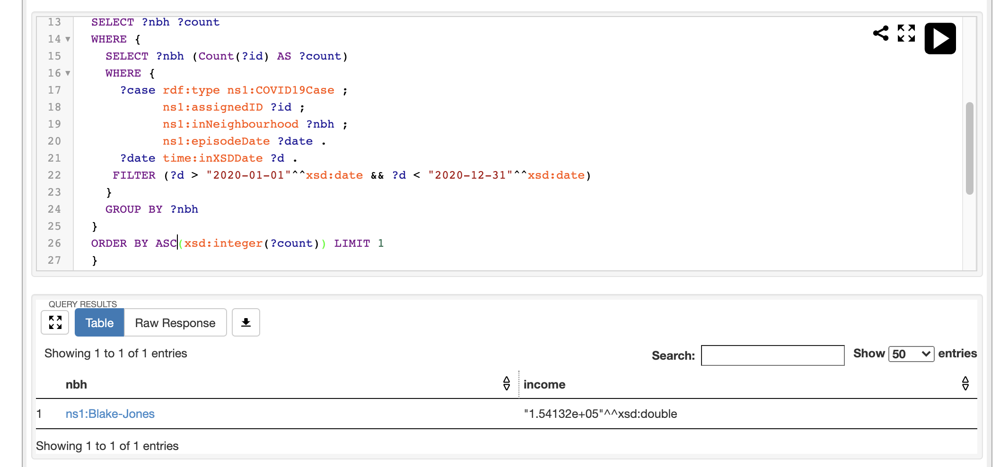 13 SELECT ?nbh ?count
14 WHERE {
15 SELECT ?nbh (Count(?id) AS ?count)
16 WHERE {
17 ?case rdf:type ns1:COVID19Case ;
18 ns1:assignedID ?id ;
19 ns1:inNeighbourhood ?nbh ;
20 ns1:episodeDate ?date .
21 ?date time:inXSDDate ?d .
22 FILTER (?d > "2020-01-01"^^xsd:date && ?d < "2020-12-31"^^xsd:date)
23 }
24 GROUP BY ?nbh
25 }
26 ORDER BY ASC(xsd:integer(?count)) LIMIT 1
27 }
QUERY RESULTS
Table Raw Response
Showing 1 to 1 of 1 entries Search: Show 50 entries
nbh income
1 ns1:Blake-Jones "1.54132e+05"^^xsd:double
Showing 1 to 1 of 1 entries